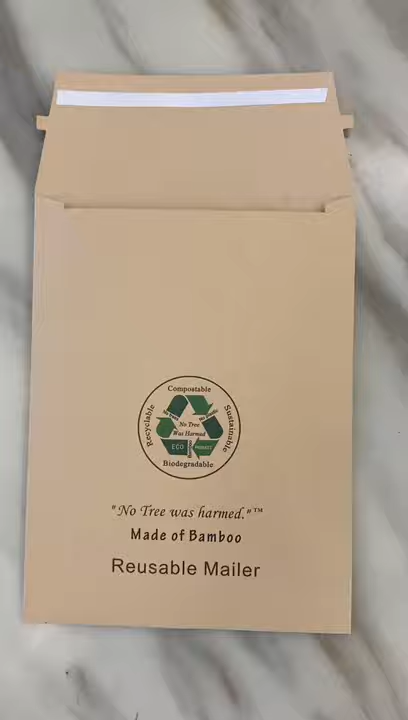 Compostable
Recyclable
Sustainable
No Tree
Was Harmed
ECO
Biodegradable
"No Tree was harmed."™
Made of Bamboo
Reusable Mailer